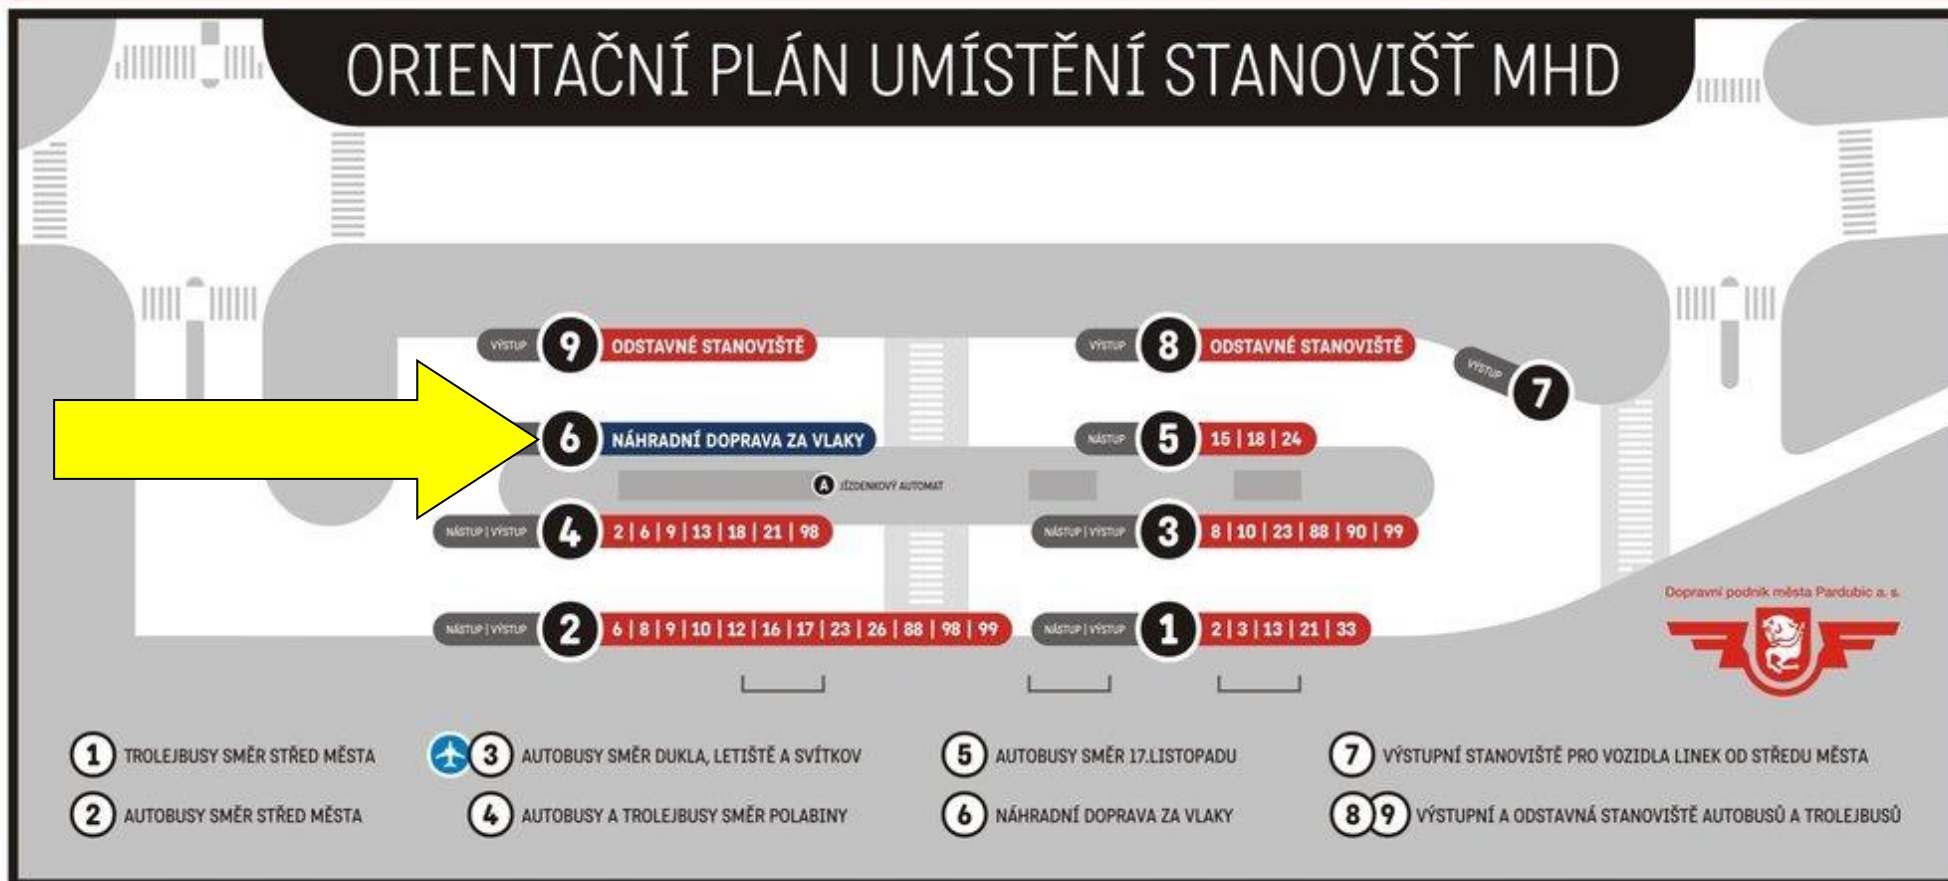 ORIENTAČNÍ PLÁN UMÍSTĚNÍ STANOVIŠŤ MHD
VÝSTUP 9 ODSTAVNÉ STANOVIŠTĚ
VÝSTUP 8 ODSTAVNÉ STANOVIŠTĚ
VÝSTUP 7
6 NÁHRADNÍ DOPRAVA ZA VLAKY
NÁSTUP 5 15 | 18 | 24
A JÍZDENKOVÝ AUTOMAT
NÁSTUP | VÝSTUP 4 2 | 6 | 9 | 13 | 18 | 21 | 98
NÁSTUP | VÝSTUP 3 8 | 10 | 23 | 88 | 90 | 99
NÁSTUP | VÝSTUP 2 6 | 8 | 9 | 10 | 12 | 16 | 17 | 23 | 26 | 88 | 98 | 99
NÁSTUP | VÝSTUP 1 2 | 3 | 13 | 21 | 33
Dopravní podnik města Pardubic a. s.
1 TROLEJBUSY SMĚR STŘED MĚSTA
2 AUTOBUSY SMĚR STŘED MĚSTA
3 AUTOBUSY SMĚR DUKLA, LETIŠTĚ A SVÍTKOV
4 AUTOBUSY A TROLEJBUSY SMĚR POLABINY
5 AUTOBUSY SMĚR 17.LISTOPADU
6 NÁHRADNÍ DOPRAVA ZA VLAKY
7 VÝSTUPNÍ STANOVIŠTĚ PRO VOZIDLA LINEK OD STŘEDU MĚSTA
8 9 VÝSTUPNÍ A ODSTAVNÁ STANOVIŠTĚ AUTOBUSŮ A TROLEJBUSŮ